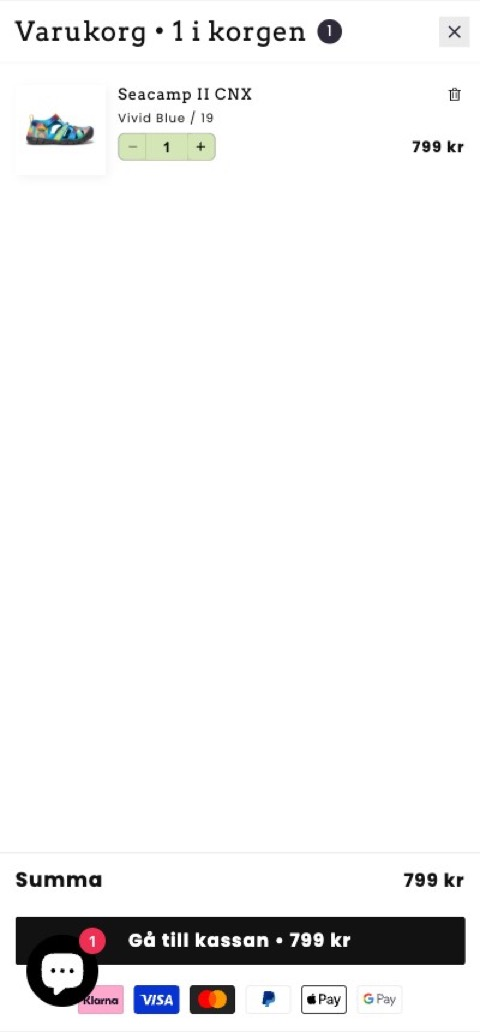 Varukorg • 1 i korgen 1
Seacamp II CNX
Vivid Blue / 19
− 1 +
799 kr
Summa 799 kr
Gå till kassan • 799 kr
1
Klarna VISA Pay G Pay